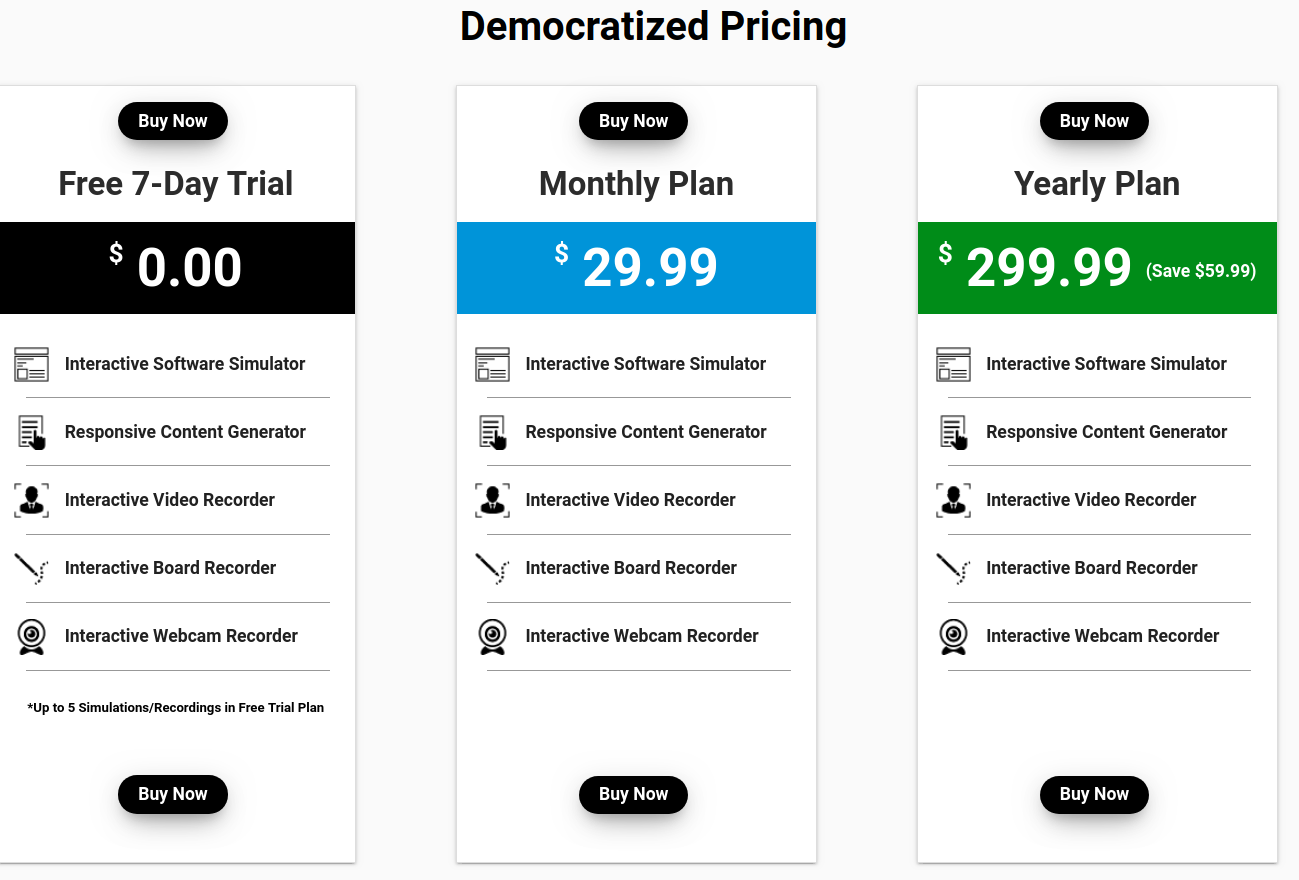 Democratized Pricing
Buy Now
Free 7-Day Trial
$ 0.00
Interactive Software Simulator
Responsive Content Generator
Interactive Video Recorder
Interactive Board Recorder
Interactive Webcam Recorder
*Up to 5 Simulations/Recordings in Free Trial Plan
Buy Now
Buy Now
Monthly Plan
$ 29.99
Interactive Software Simulator
Responsive Content Generator
Interactive Video Recorder
Interactive Board Recorder
Interactive Webcam Recorder
Buy Now
Buy Now
Yearly Plan
$ 299.99 (Save $59.99)
Interactive Software Simulator
Responsive Content Generator
Interactive Video Recorder
Interactive Board Recorder
Interactive Webcam Recorder
Buy Now